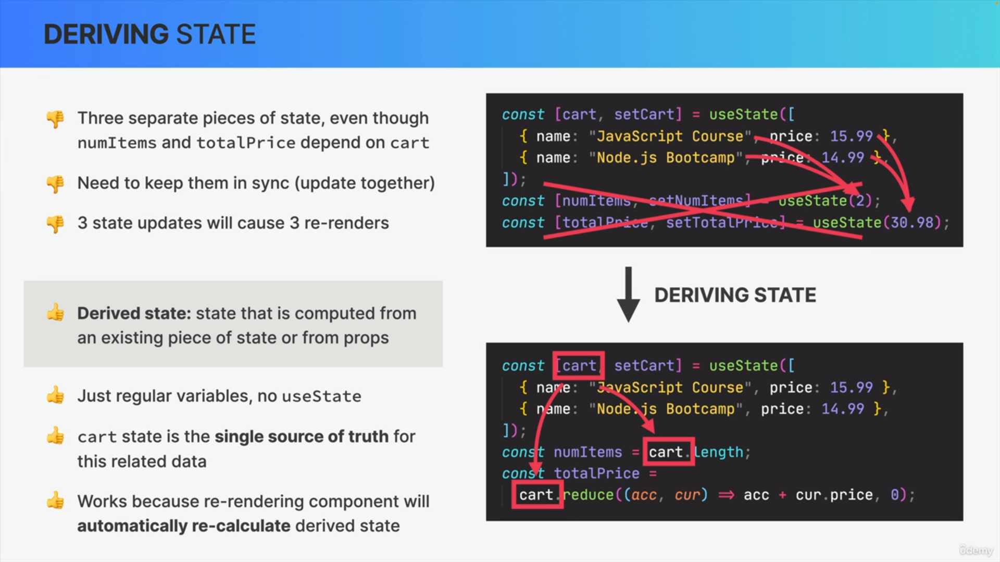 DERIVING STATE
Three separate pieces of state, even though
numItems and totalPrice depend on cart
Need to keep them in sync (update together)
3 state updates will cause 3 re-renders
Derived state: state that is computed from
an existing piece of state or from props
Just regular variables, no useState
cart state is the single source of truth for
this related data
Works because re-rendering component will
automatically re-calculate derived state
const [cart, setCart] = useState([
{ name: "JavaScript Course", price: 15.99 },
{ name: "Node.js Bootcamp", price: 14.99 },
]);
const [numItems, setNumItems] = useState(2);
const [totalPrice, setTotalPrice] = useState(30.98);
DERIVING STATE
const [cart, setCart] = useState([
{ name: "JavaScript Course", price: 15.99 },
{ name: "Node.js Bootcamp", price: 14.99 },
]);
const numItems = cart.length;
const totalPrice =
cart.reduce((acc, cur) => acc + cur.price, 0);
ûdemy